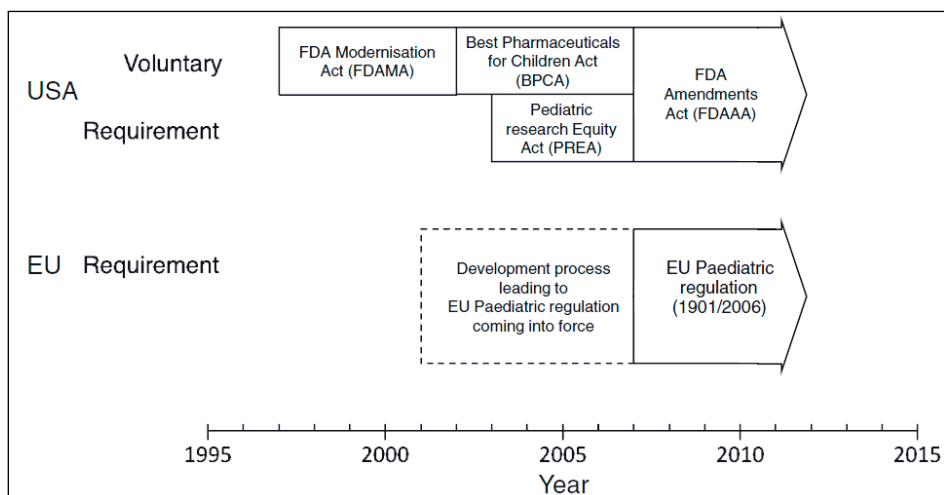 Voluntary
USA
Requirement
FDA Modernisation
Act (FDAMA)
Best Pharmaceuticals
for Children Act
(BPCA)
Pediatric
research Equity
Act (PREA)
FDA
Amendments
Act (FDAAA)
EU Requirement
Development process
leading to
EU Paediatric regulation
coming into force
EU Paediatric
regulation
(1901/2006)
1995 2000 2005 2010 2015
Year